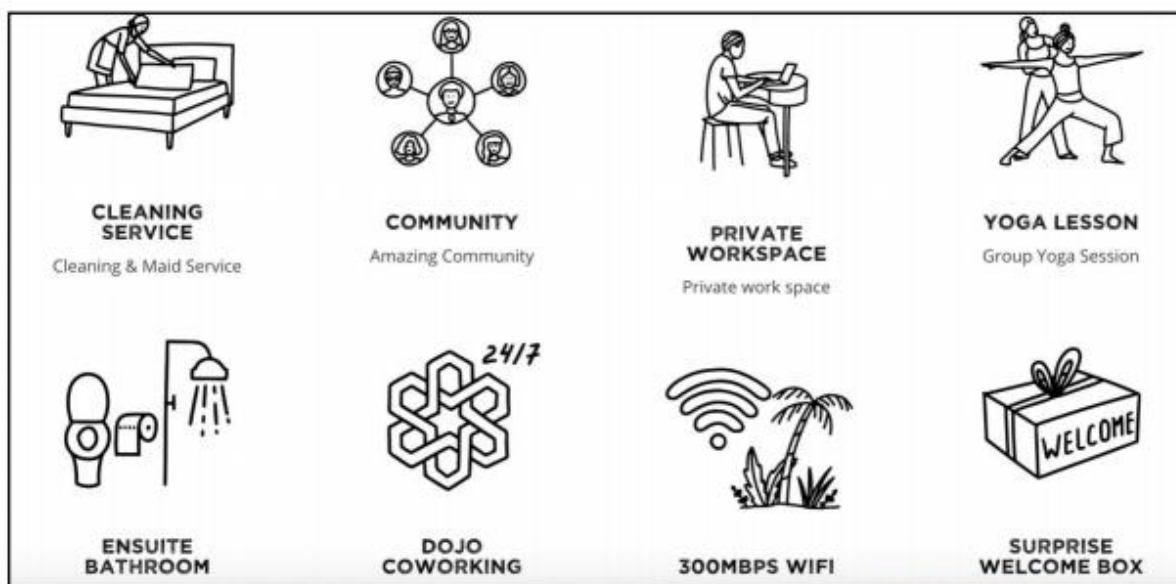 CLEANING
SERVICE
Cleaning & Maid Service
COMMUNITY
Amazing Community
PRIVATE
WORKSPACE
Private work space
YOGA LESSON
Group Yoga Session
24/7
WELCOME
ENSUITE
BATHROOM
DOJO
COWORKING
300MBPS WIFI
SURPRISE
WELCOME BOX